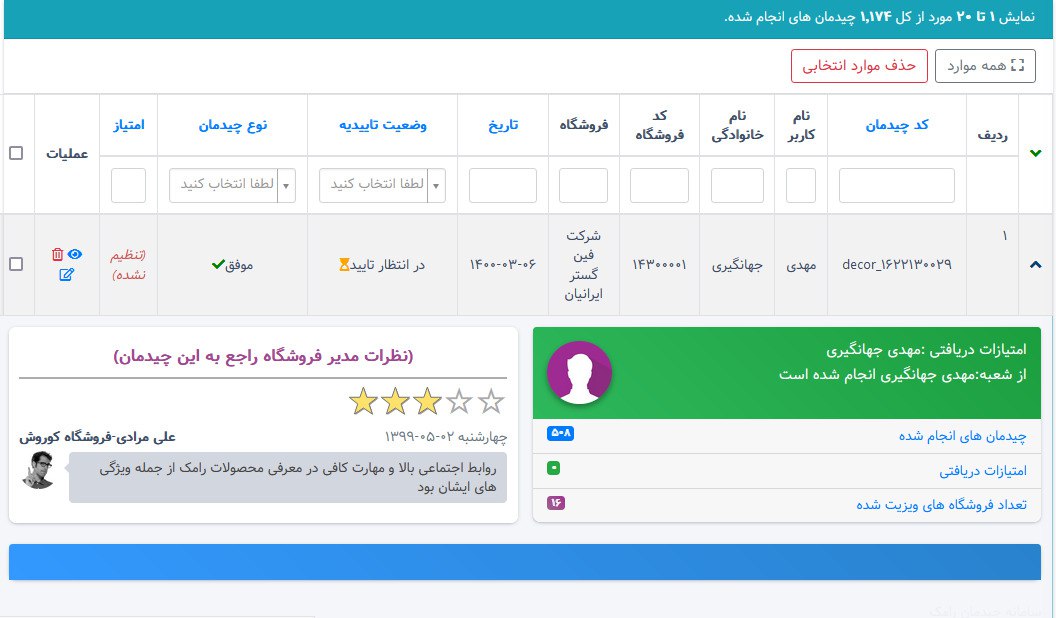 نمایش ۱ تا ۲۰ مورد از کل ۱,۱۷۴ چیدمان های انجام شده.
همه موارد
حذف موارد انتخابی
ردیف
کد چیدمان
نام کاربر
نام خانوادگی
کد فروشگاه
فروشگاه
تاریخ
وضعیت تاییدیه
نوع چیدمان
امتیاز
عملیات
لطفا انتخاب کنید
لطفا انتخاب کنید
۱
decor_۱۶۲۲۱۳۰۰۲۹
مهدی
جهانگیری
۱۴۳۰۰۰۰۱
شرکت
فین
گستر
ایرانیان
۱۴۰۰-۰۳-۰۶
در انتظار تایید
موفق
(تنظیم
نشده)
امتیازات دریافتی :مهدی جهانگیری
از شعبه:مهدی جهانگیری انجام شده است
چیدمان های انجام شده
۵۰۸
امتیازات دریافتی
۰
تعداد فروشگاه های ویزیت شده
۱۶
(نظرات مدیر فروشگاه راجع به این چیدمان)
چهارشنبه ۰۲-۰۵-۱۳۹۹
علی مرادی-فروشگاه کوروش
روابط اجتماعی بالا و مهارت کافی در معرفی محصولات رامک از جمله ویژگی
های ایشان بود
سامانه چیدمان رامک